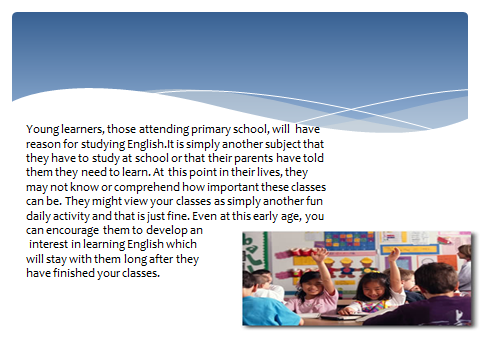 Young learners, those attending primary school, will  have
reason for studying English.It is simply another subject that
they have to study at school or that their parents have told
them they need to learn. At this point in their lives, they
may not know or comprehend how important these classes
can be. They might view your classes as simply another fun
daily activity and that is just fine. Even at this early age, you
can encourage them to develop an
interest in learning English which
will stay with them long after they
have finished your classes.